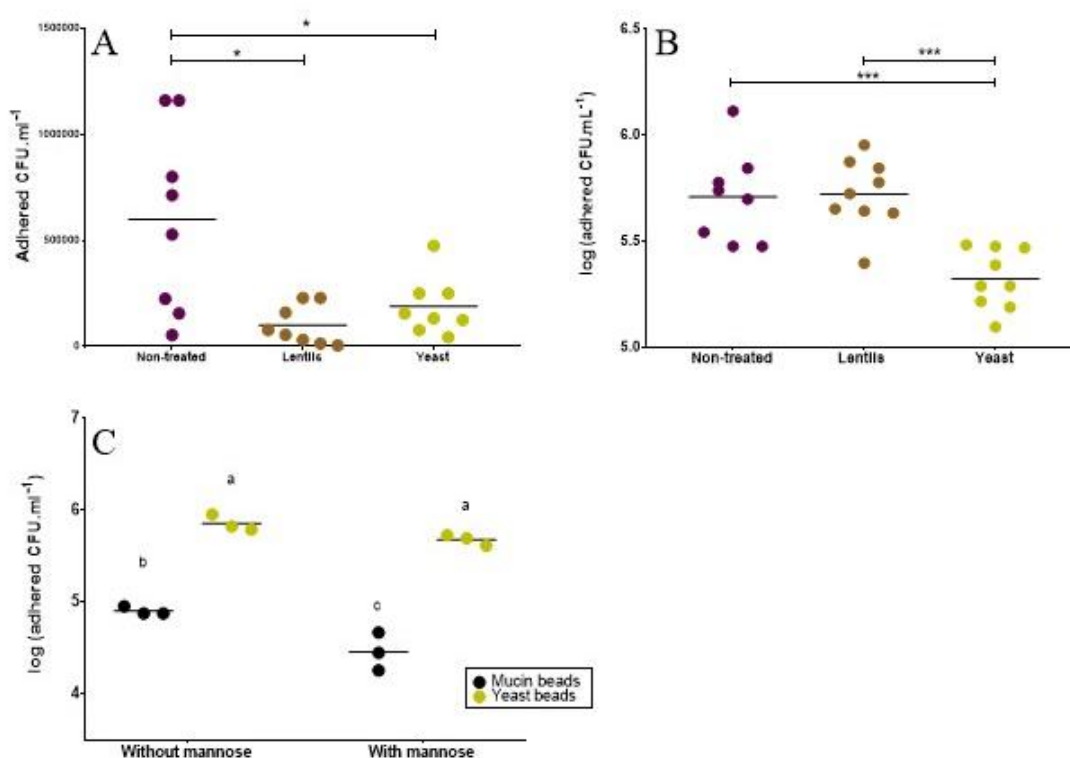 A
Adhered CFU.ml⁻¹
1500000
1000000
500000
0
*
*
Non-treated Lentils Yeast
B
log (adhered CFU.mL⁻¹)
6.5
6.0
5.5
5.0
***
***
Non-treated Lentils Yeast
C
log (adhered CFU.ml⁻¹)
7
6
5
4
a
a
b
c
Mucin beads
Yeast beads
Without mannose With mannose